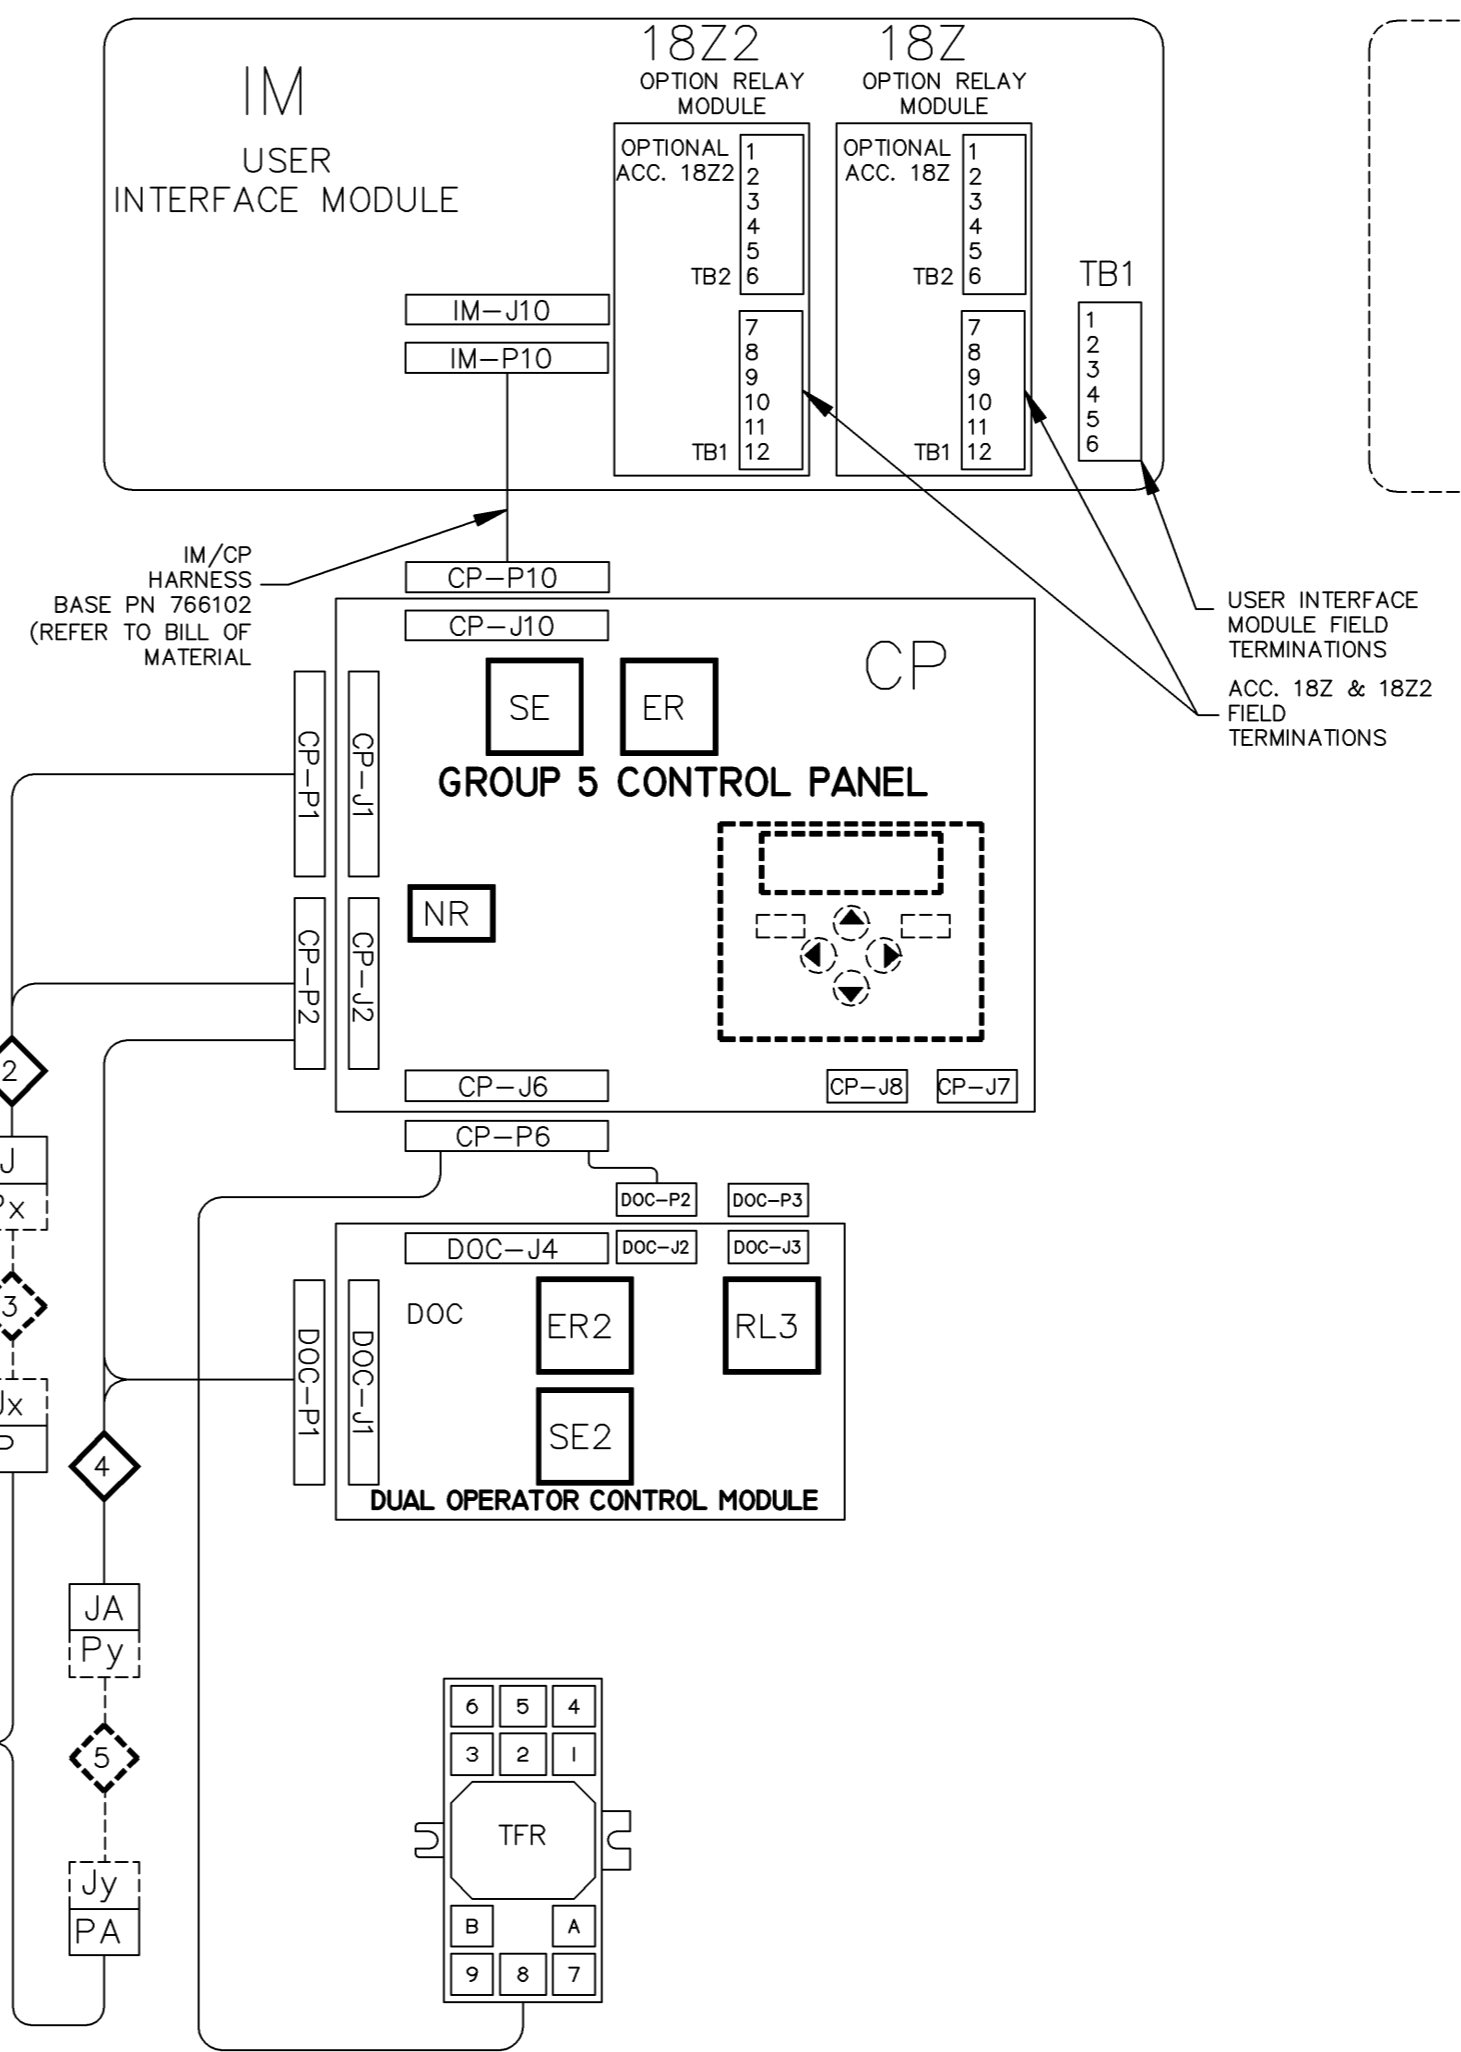 IM
USER
INTERFACE MODULE
18Z2
OPTION RELAY
MODULE
OPTIONAL
ACC. 18Z2
1
2
3
4
5
TB2 6
7
8
9
10
11
TB1 12
18Z
OPTION RELAY
MODULE
OPTIONAL
ACC. 18Z
1
2
3
4
5
TB2 6
7
8
9
10
11
TB1 12
TB1
1
2
3
4
5
6
IM-J10
IM-P10
IM/CP
HARNESS
BASE PN 766102
(REFER TO BILL OF
MATERIAL
USER INTERFACE
MODULE FIELD
TERMINATIONS
ACC. 18Z & 18Z2
FIELD
TERMINATIONS
CP-P10
CP-J10
CP
SE
ER
GROUP 5 CONTROL PANEL
CP-P1
CP-J1
NR
CP-P2
CP-J2
CP-J6
CP-J8
CP-J7
CP-P6
2
J
Px
3
Jx
P
DOC-P2
DOC-P3
DOC-J4
DOC-J2
DOC-J3
DOC
ER2
RL3
DOC-P1
DOC-J1
SE2
DUAL OPERATOR CONTROL MODULE
4
JA
Py
5
Jy
PA
6 5 4
3 2 1
TFR
B A
9 8 7